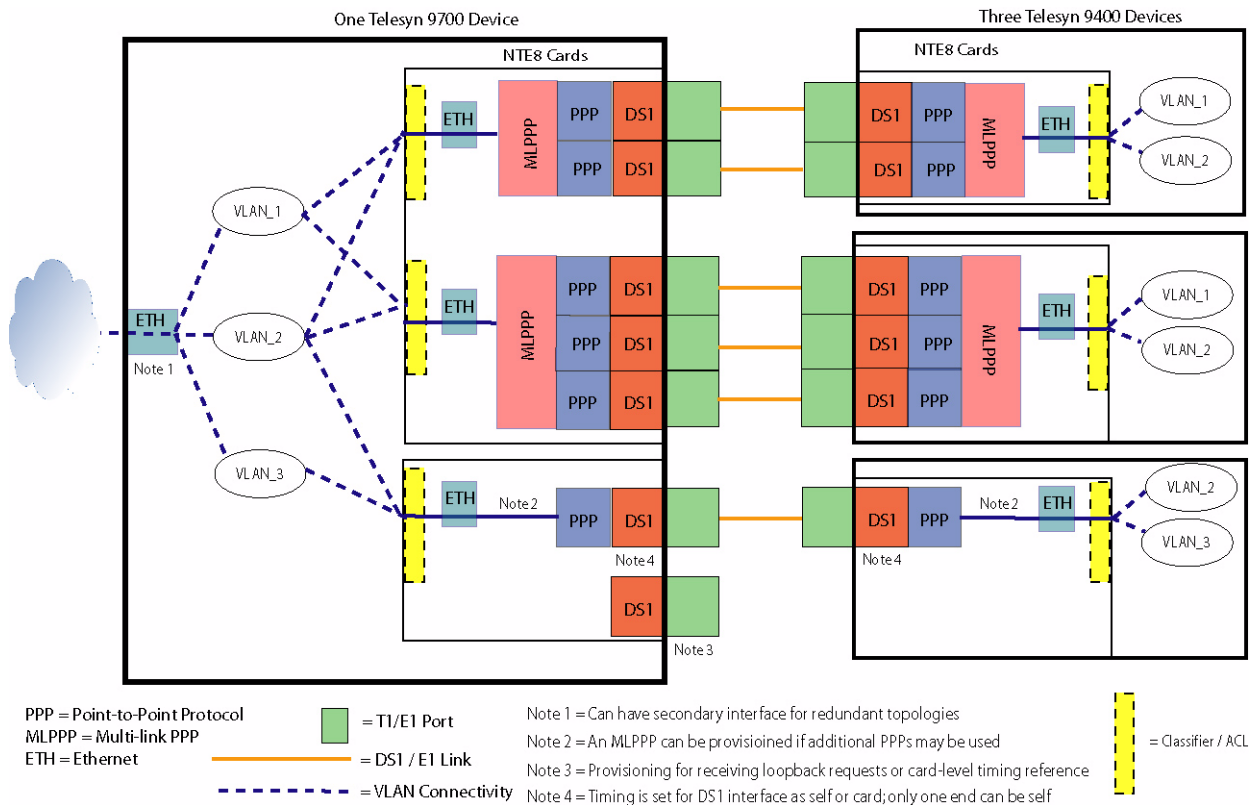 One Telesyn 9700 Device
Three Telesyn 9400 Devices
NTE8 Cards
NTE8 Cards
ETH
MLPPP
PPP
DS1
PPP
DS1
DS1
PPP
DS1
PPP
MLPPP
ETH
VLAN_1
VLAN_2
VLAN_1
ETH
MLPPP
PPP
DS1
PPP
DS1
PPP
DS1
DS1
PPP
DS1
PPP
DS1
PPP
MLPPP
ETH
VLAN_1
VLAN_2
ETH
Note 1
VLAN_2
VLAN_3
ETH
Note 2
PPP
DS1
Note 4
DS1
Note 3
DS1
PPP
Note 4
Note 2
ETH
VLAN_2
VLAN_3
PPP = Point-to-Point Protocol
MLPPP = Multi-link PPP
ETH = Ethernet
= T1/E1 Port
= DS1 / E1 Link
= VLAN Connectivity
Note 1 = Can have secondary interface for redundant topologies
Note 2 = An MLPPP can be provisioined if additional PPPs may be used
Note 3 = Provisioning for receiving loopback requests or card-level timing reference
Note 4 = Timing is set for DS1 interface as self or card; only one end can be self
= Classifier / ACL